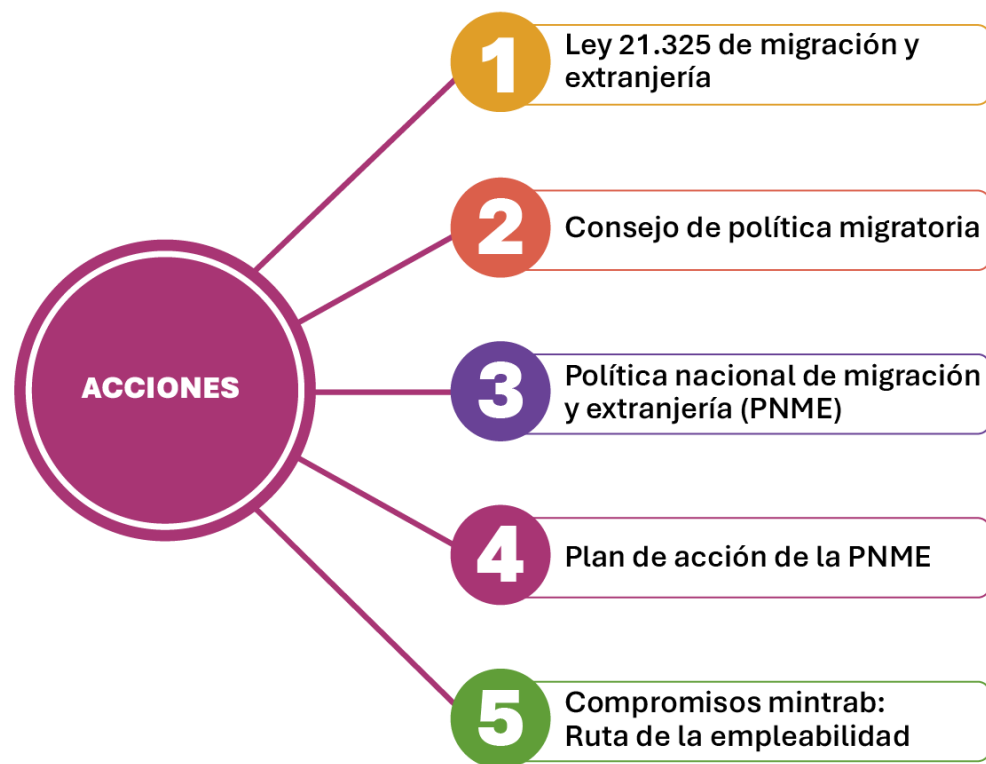 ACCIONES
1
Ley 21.325 de migración y
extranjería
2
Consejo de política migratoria
3
Política nacional de migración
y extranjería (PNME)
4
Plan de acción de la PNME
5
Compromisos mintrab:
Ruta de la empleabilidad